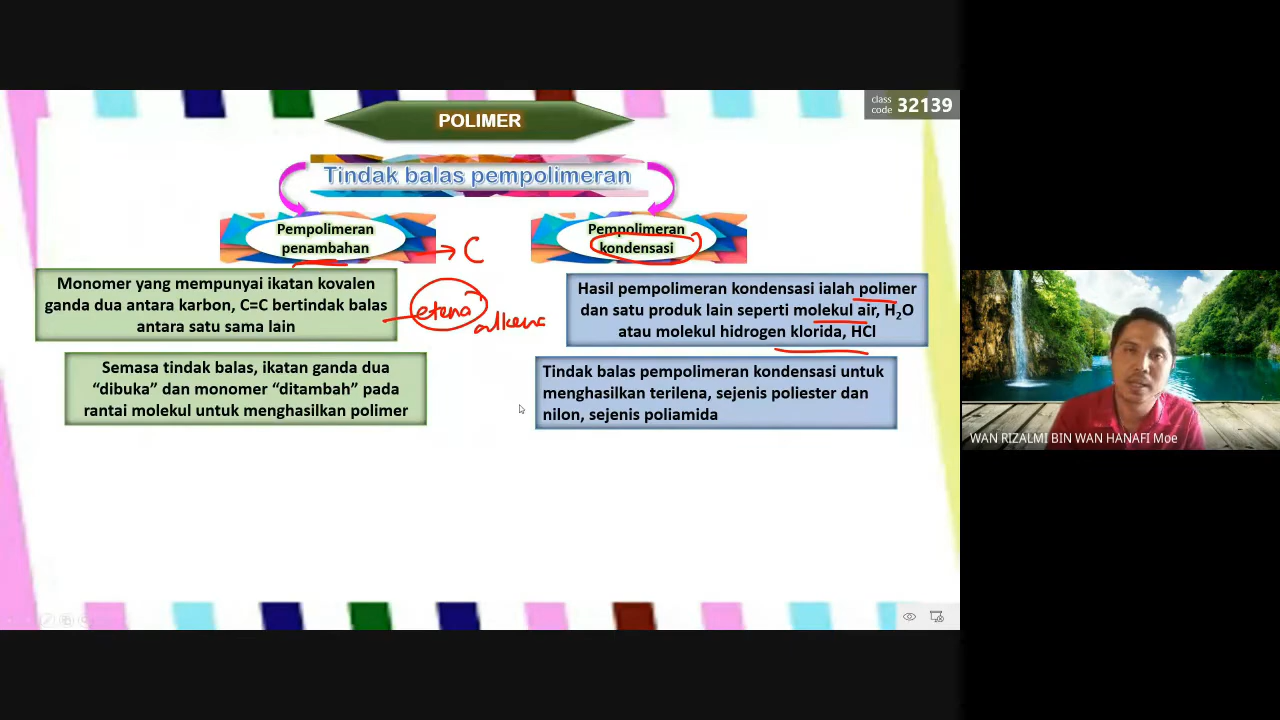 class
code 32139
POLIMER
Tindak balas pempolimeran
Pempolimeran
penambahan
C
Monomer yang mempunyai ikatan kovalen
ganda dua antara karbon, C=C bertindak balas
antara satu sama lain
etena
alkena
Semasa tindak balas, ikatan ganda dua
“dibuka” dan monomer “ditambah” pada
rantai molekul untuk menghasilkan polimer
Pempolimeran
kondensasi
Hasil pempolimeran kondensasi ialah polimer
dan satu produk lain seperti molekul air, H₂O
atau molekul hidrogen klorida, HCl
Tindak balas pempolimeran kondensasi untuk
menghasilkan terilena, sejenis poliester dan
nilon, sejenis poliamida
WAN RIZALMI BIN WAN HANAFI Moe